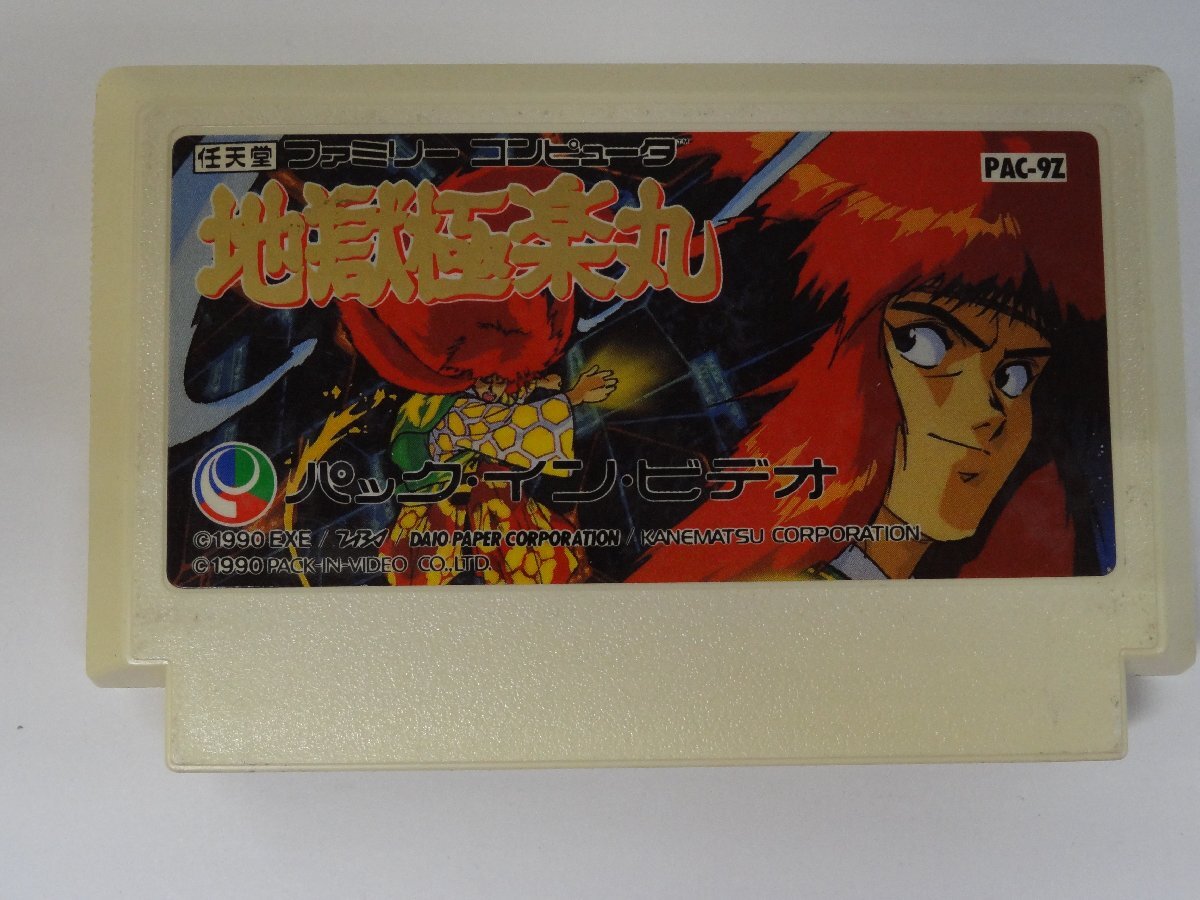 任天堂 ファミリー コンピュータ™
PAC-9Z
地獄極楽丸
パック・イン・ビデオ
©1990 EXE / / DAIO PAPER CORPORATION / KANEMATSU CORPORATION
©1990 PACK-IN-VIDEO CO.,LTD.